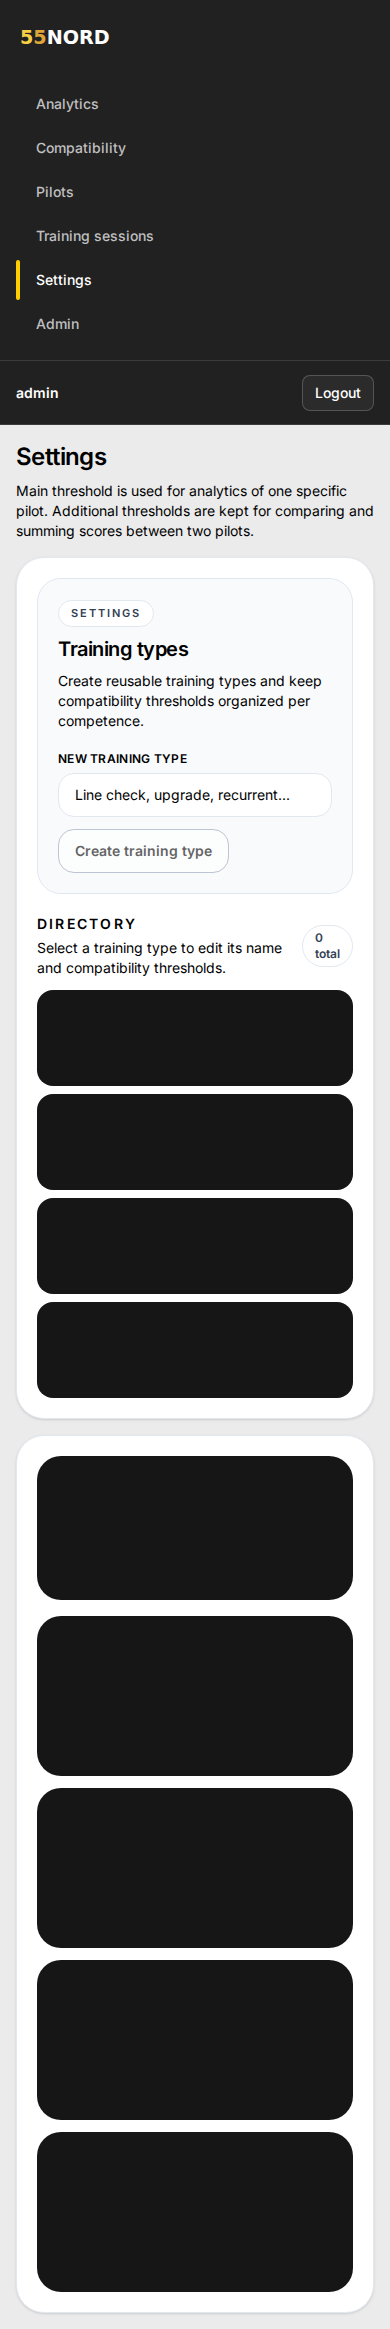 55NORD
Analytics
Compatibility
Pilots
Training sessions
Settings
Admin
admin
Logout
Settings
Main threshold is used for analytics of one specific
pilot. Additional thresholds are kept for comparing and
summing scores between two pilots.
SETTINGS
Training types
Create reusable training types and keep
compatibility thresholds organized per
competence.
NEW TRAINING TYPE
Line check, upgrade, recurrent...
Create training type
DIRECTORY
Select a training type to edit its name
and compatibility thresholds.
0
total